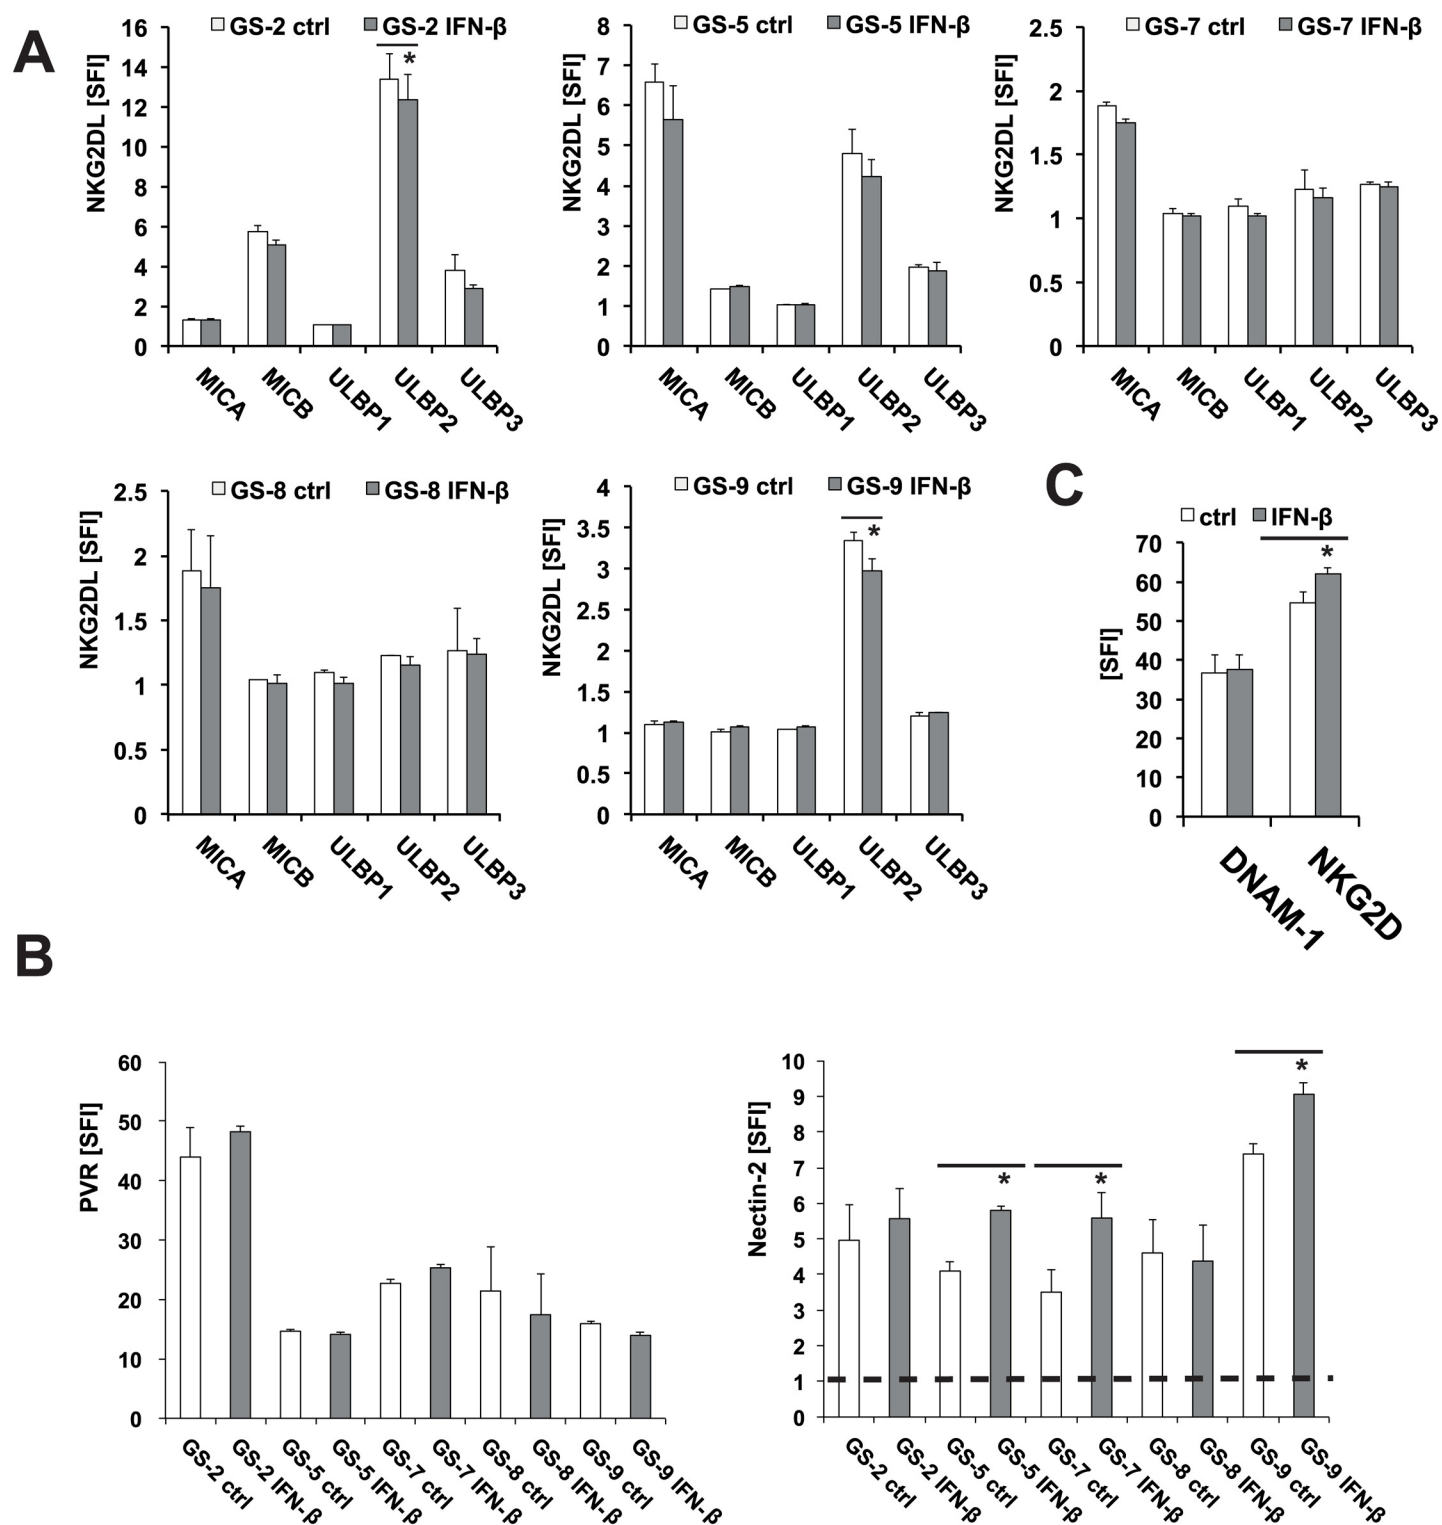 A
GS-2 ctrl GS-2 IFN-β
NKG2DL [SFI]
16
14
12
10
8
6
4
2
0
*
MICA MICB ULBP1 ULBP2 ULBP3
GS-5 ctrl GS-5 IFN-β
NKG2DL [SFI]
8
7
6
5
4
3
2
1
0
MICA MICB ULBP1 ULBP2 ULBP3
GS-7 ctrl GS-7 IFN-β
NKG2DL [SFI]
2.5
2
1.5
1
0.5
0
MICA MICB ULBP1 ULBP2 ULBP3
GS-8 ctrl GS-8 IFN-β
NKG2DL [SFI]
2.5
2
1.5
1
0.5
0
MICA MICB ULBP1 ULBP2 ULBP3
GS-9 ctrl GS-9 IFN-β
NKG2DL [SFI]
4
3.5
3
2.5
2
1.5
1
0.5
0
*
MICA MICB ULBP1 ULBP2 ULBP3
C
ctrl IFN-β
[SFI]
70
60
50
40
30
20
10
0
*
DNAM-1 NKG2D
B
PVR [SFI]
60
50
40
30
20
10
0
GS-2 ctrl GS-2 IFN-β GS-5 ctrl GS-5 IFN-β GS-7 ctrl GS-7 IFN-β GS-8 ctrl GS-8 IFN-β GS-9 ctrl GS-9 IFN-β
Nectin-2 [SFI]
10
9
8
7
6
5
4
3
2
1
0
* * *
GS-2 ctrl GS-2 IFN-β GS-5 ctrl GS-5 IFN-β GS-7 ctrl GS-7 IFN-β GS-8 ctrl GS-8 IFN-β GS-9 ctrl GS-9 IFN-β